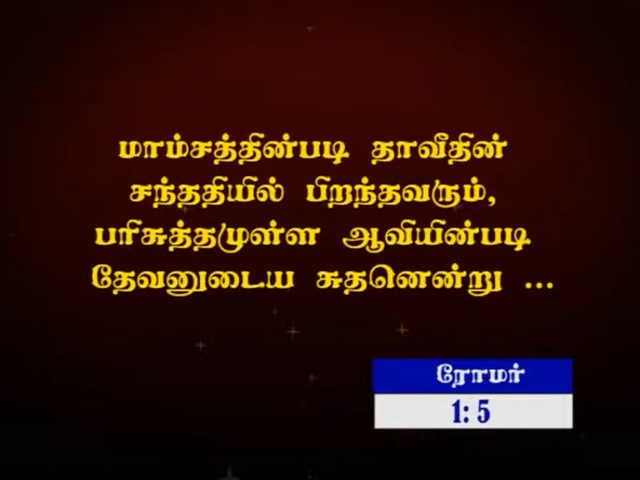 மாம்சத்தின்படி தாவீதின்
சந்ததியில் பிறந்தவரும்,
பரிசுத்தமுள்ள ஆவியின்படி
தேவனுடைய சுதனென்று ...
ரோமர்
1: 5